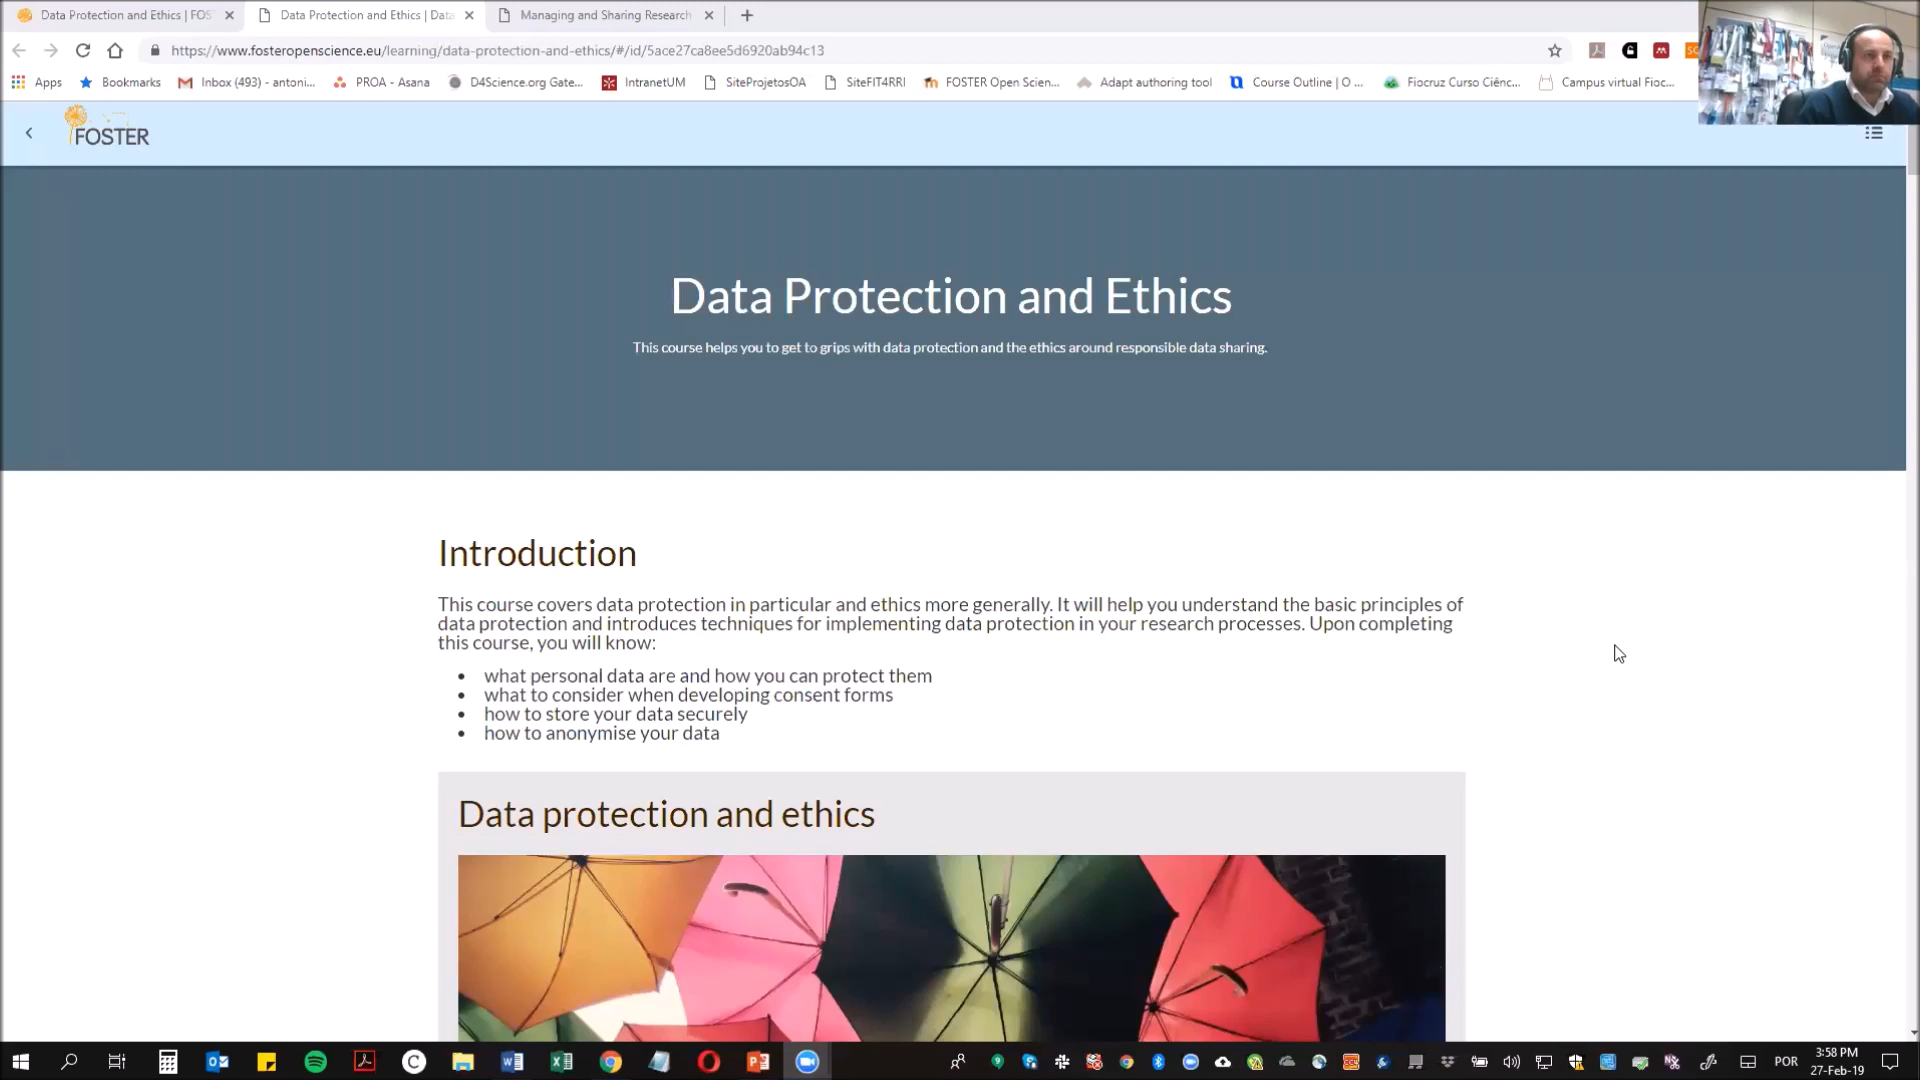 Data Protection and Ethics | FOS
Data Protection and Ethics | Data
Managing and Sharing Research
https://www.fosteropenscience.eu/learning/data-protection-and-ethics/#/id/5ace27ca8ee5d6920ab94c13
Apps
Bookmarks
Inbox (493) - antoni...
PROA - Asana
D4Science.org Gate...
IntranetUM
SiteProjetosOA
SiteFIT4RRI
FOSTER Open Scien...
Adapt authoring tool
Course Outline | O ...
Fiocruz Curso Ciênc...
Campus virtual Fioc...
FOSTER
Data Protection and Ethics
This course helps you to get to grips with data protection and the ethics around responsible data sharing.
Introduction
This course covers data protection in particular and ethics more generally. It will help you understand the basic principles of
data protection and introduces techniques for implementing data protection in your research processes. Upon completing
this course, you will know:
• what personal data are and how you can protect them
• what to consider when developing consent forms
• how to store your data securely
• how to anonymise your data
Data protection and ethics
POR
3:58 PM
27-Feb-19